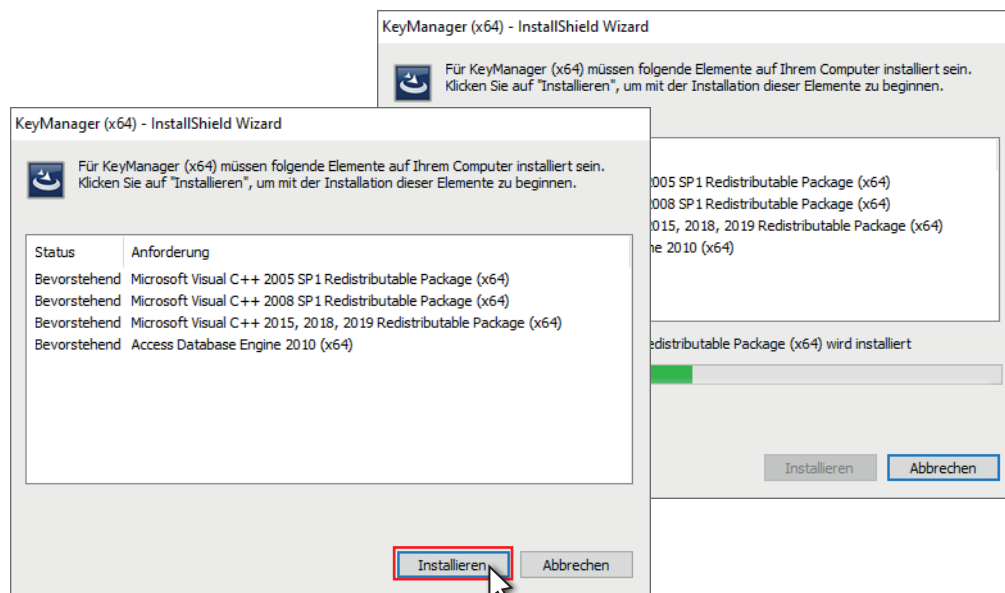 KeyManager (x64) - InstallShield Wizard
Für KeyManager (x64) müssen folgende Elemente auf Ihrem Computer installiert sein.
Klicken Sie auf "Installieren", um mit der Installation dieser Elemente zu beginnen.
2005 SP1 Redistributable Package (x64)
2008 SP1 Redistributable Package (x64)
2015, 2018, 2019 Redistributable Package (x64)
ne 2010 (x64)
edistributable Package (x64) wird installiert
Installieren
Abbrechen
KeyManager (x64) - InstallShield Wizard
Für KeyManager (x64) müssen folgende Elemente auf Ihrem Computer installiert sein.
Klicken Sie auf "Installieren", um mit der Installation dieser Elemente zu beginnen.
Status Anforderung
Bevorstehend Microsoft Visual C++ 2005 SP1 Redistributable Package (x64)
Bevorstehend Microsoft Visual C++ 2008 SP1 Redistributable Package (x64)
Bevorstehend Microsoft Visual C++ 2015, 2018, 2019 Redistributable Package (x64)
Bevorstehend Access Database Engine 2010 (x64)
Installieren
Abbrechen